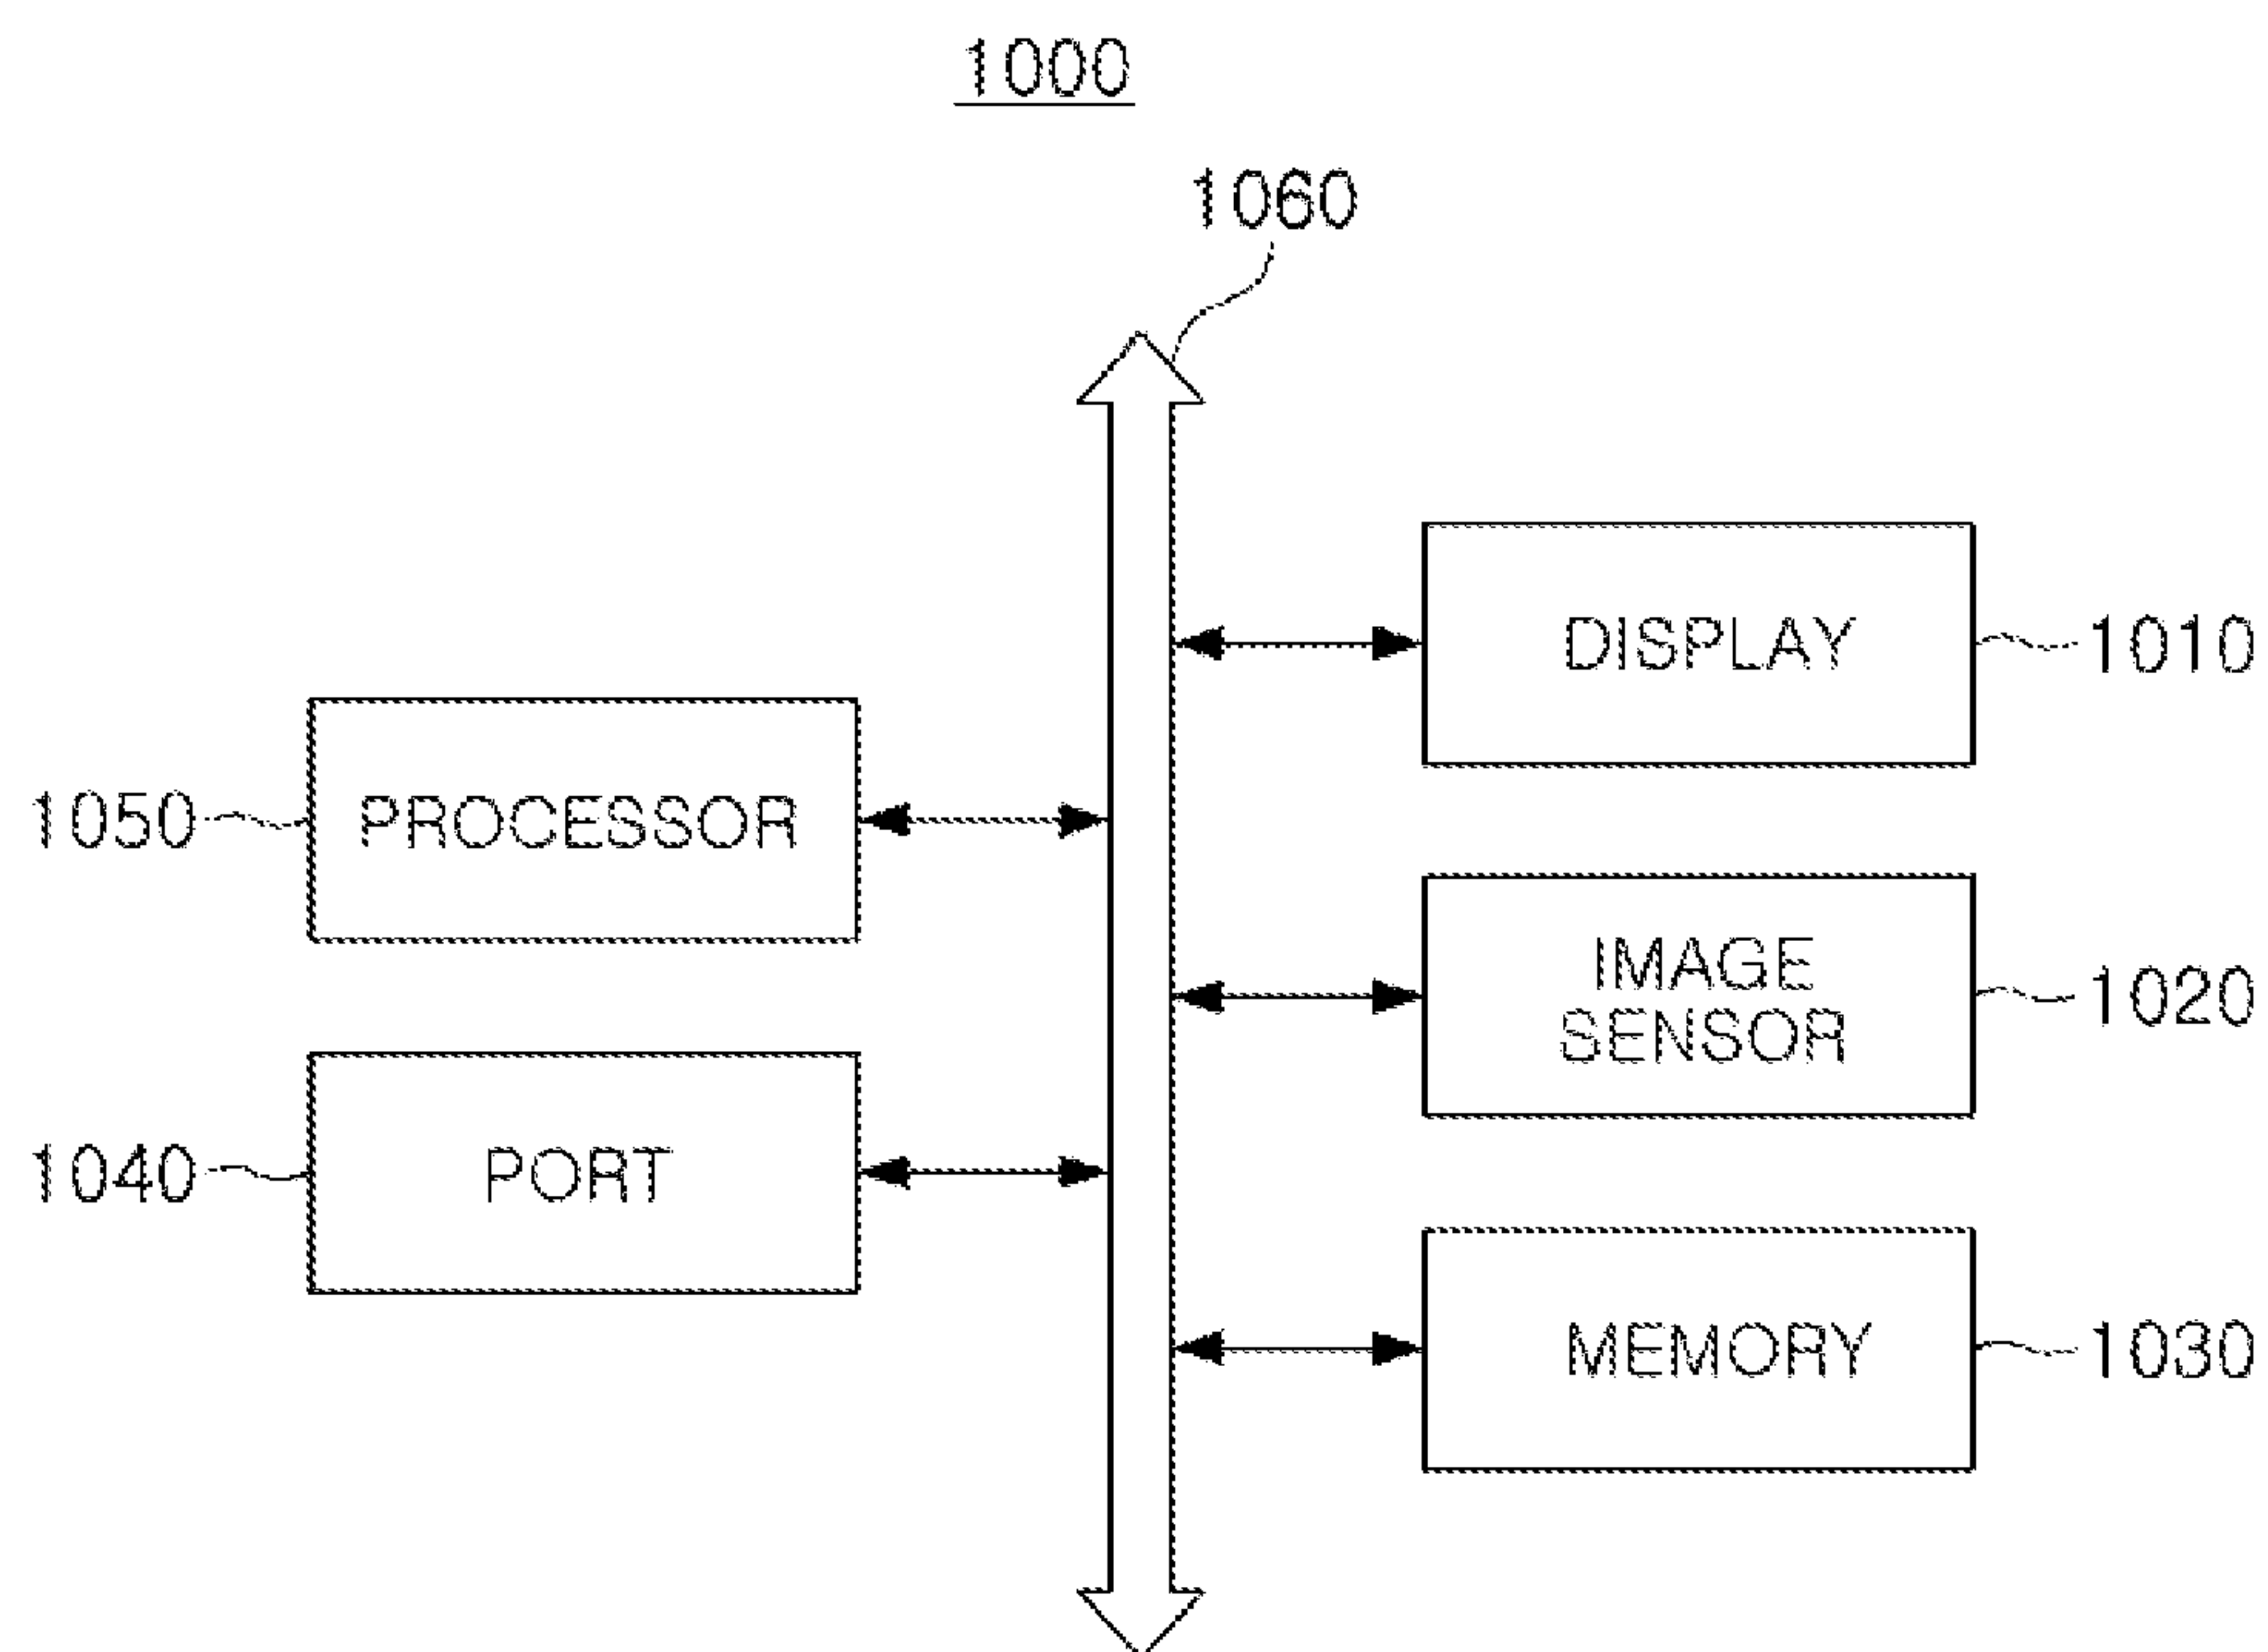 1000
1060
DISPLAY
1010
1050
PROCESSOR
IMAGE
SENSOR
1020
1040
PORT
MEMORY
1030